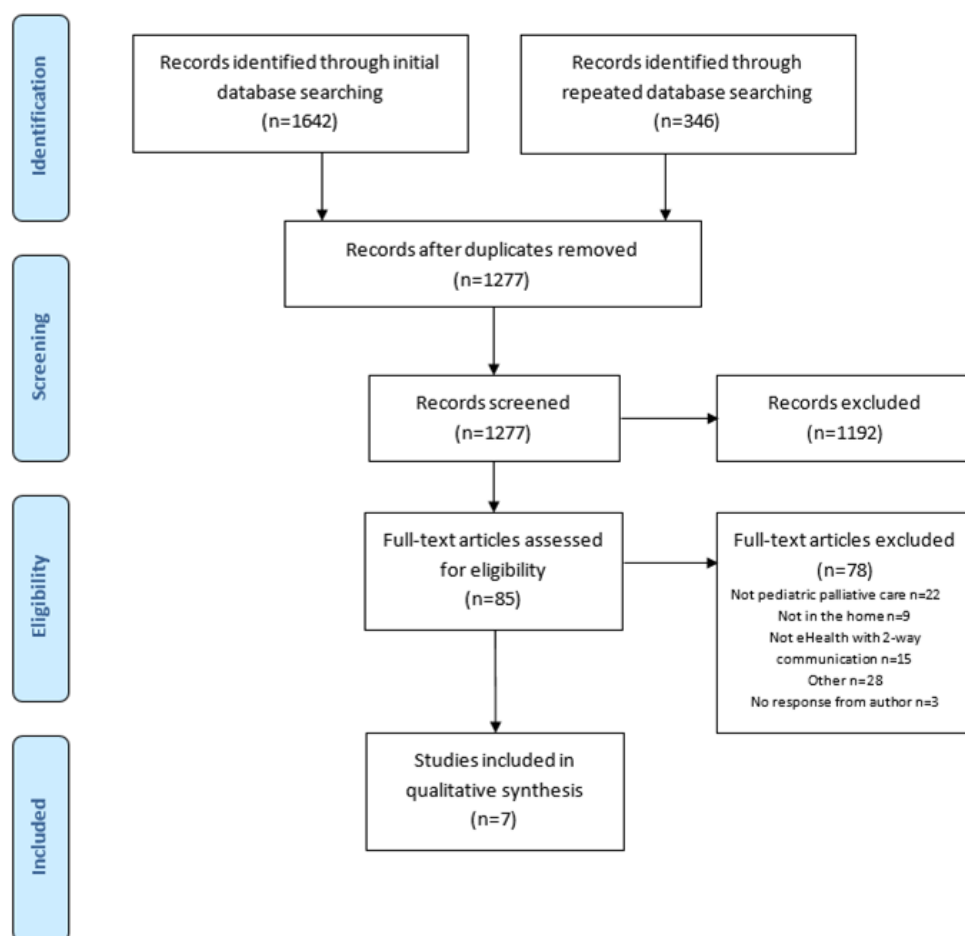 Identification
Records identified through initial
database searching
(n=1642)
Records identified through
repeated database searching
(n=346)
Records after duplicates removed
(n=1277)
Screening
Records screened
(n=1277)
Records excluded
(n=1192)
Eligibility
Full-text articles assessed
for eligibility
(n=85)
Full-text articles excluded
(n=78)
Not pediatric palliative care n=22
Not in the home n=9
Not eHealth with 2-way
communication n=15
Other n=28
No response from author n=3
Included
Studies included in
qualitative synthesis
(n=7)